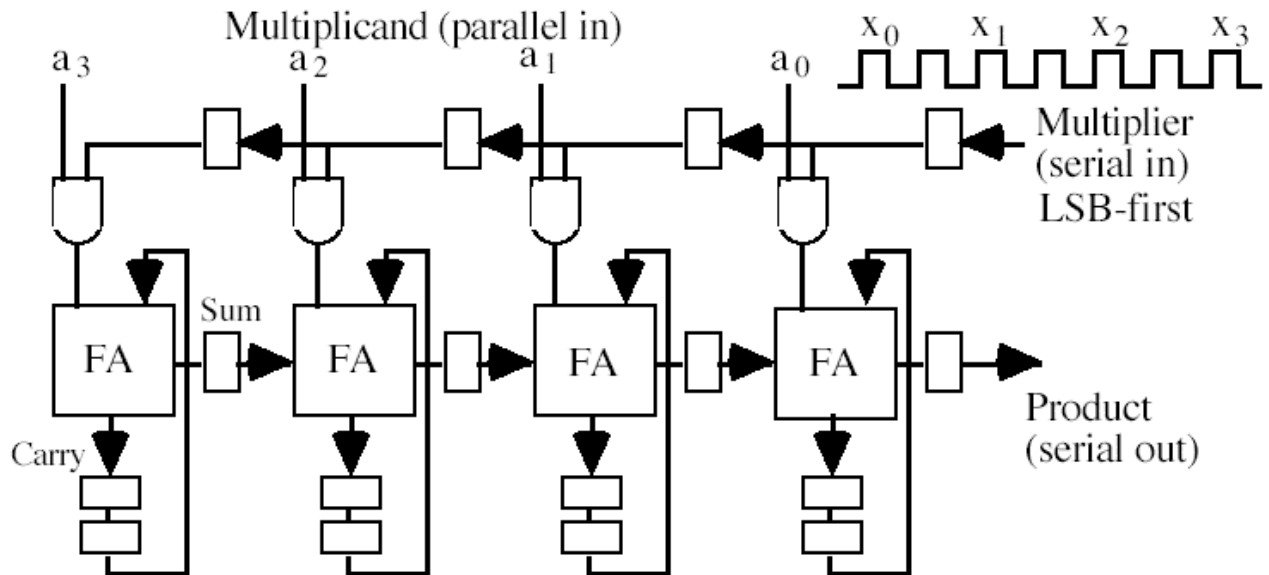 Multiplicand (parallel in)
x0 x1 x2 x3
a3 a2 a1 a0
Multiplier
(serial in)
LSB-first
Sum
FA FA FA FA
Product
(serial out)
Carry